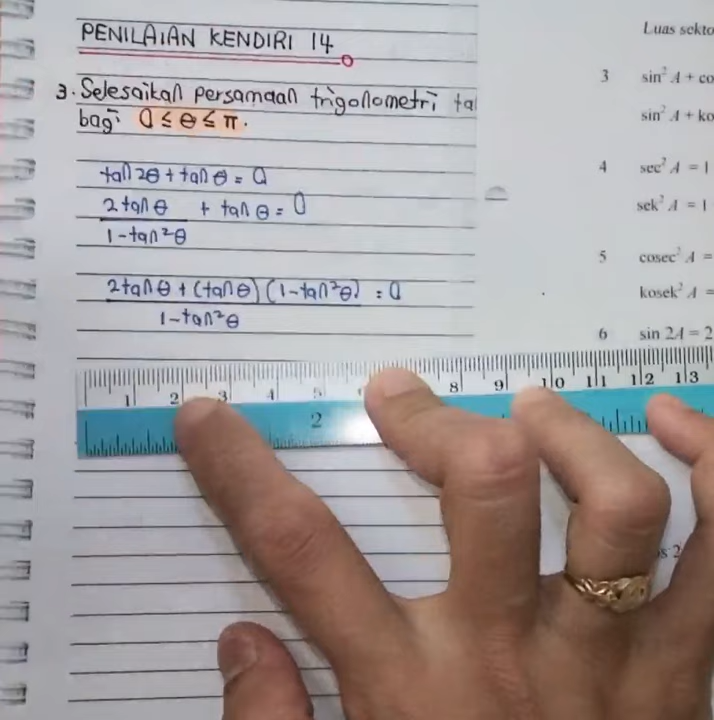 PENILAIAN KENDIRI 14
3. Selesaikan persamaan trigonometri ta
bagi 0 ≤ θ ≤ π.
tan 2θ + tan θ = 0
2 tan θ / 1 - tan²θ + tan θ = 0
2 tan θ + (tan θ)(1 - tan²θ) / 1 - tan²θ = 0
Luas sekto
3 sin² A + co
sin² A + ko
4 sec² A = 1
sek² A = 1
5 cosec² A =
kosek² A =
6 sin 2A = 2
1 2 3 4 5 8 9 10 11 12 13
2